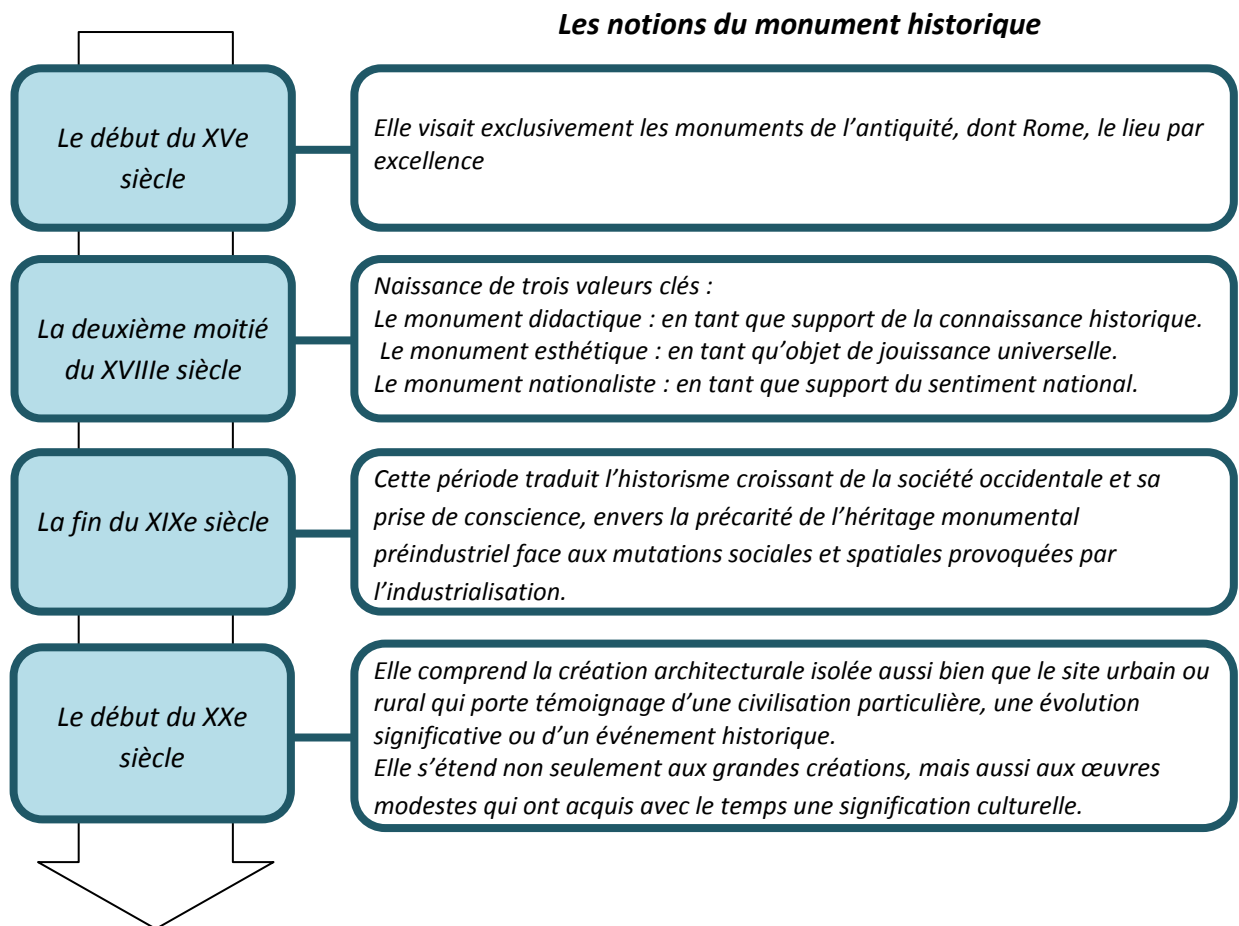 Les notions du monument historique
Le début du XVe
siècle
Elle visait exclusivement les monuments de l’antiquité, dont Rome, le lieu par
excellence
La deuxième moitié
du XVIIIe siècle
Naissance de trois valeurs clés :
Le monument didactique : en tant que support de la connaissance historique.
Le monument esthétique : en tant qu’objet de jouissance universelle.
Le monument nationaliste : en tant que support du sentiment national.
La fin du XIXe siècle
Cette période traduit l’historisme croissant de la société occidentale et sa
prise de conscience, envers la précarité de l’héritage monumental
préindustriel face aux mutations sociales et spatiales provoquées par
l’industrialisation.
Le début du XXe
siècle
Elle comprend la création architecturale isolée aussi bien que le site urbain ou
rural qui porte témoignage d’une civilisation particulière, une évolution
significative ou d’un événement historique.
Elle s’étend non seulement aux grandes créations, mais aussi aux œuvres
modestes qui ont acquis avec le temps une signification culturelle.